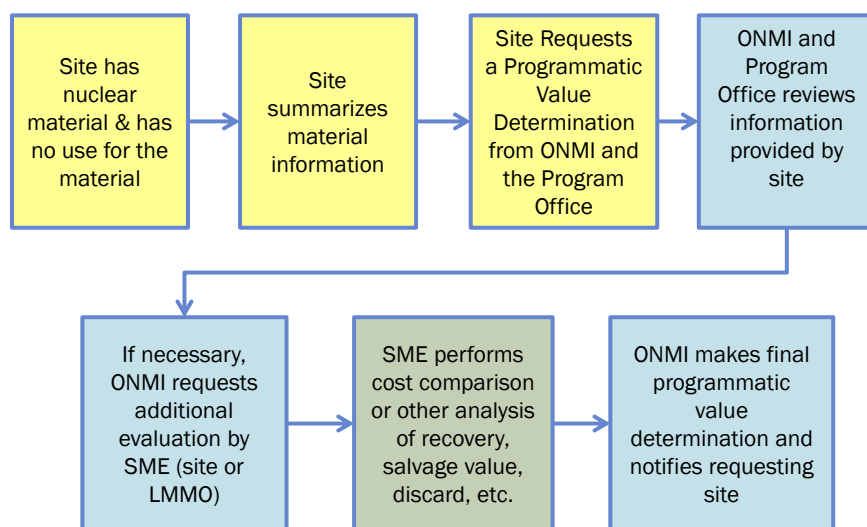 Site has
nuclear
material & has
no use for the
material
Site
summarizes
material
information
Site Requests
a Programmatic
Value
Determination
from ONMI and
the Program
Office
ONMI and
Program
Office reviews
information
provided by
site
If necessary,
ONMI requests
additional
evaluation by
SME (site or
LMMO)
SME performs
cost comparison
or other analysis
of recovery,
salvage value,
discard, etc.
ONMI makes final
programmatic
value
determination and
notifies requesting
site